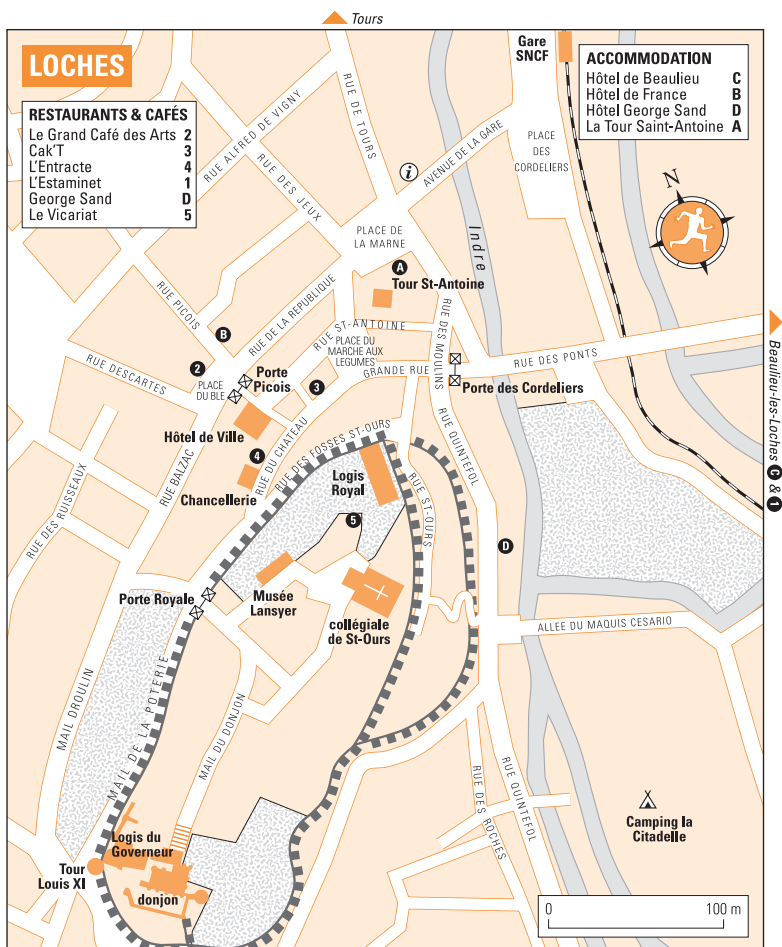 Tours
LOCHES
RESTAURANTS & CAFÉS
Le Grand Café des Arts 2
Cak'T 3
L'Entracte 4
L'Estaminet 1
George Sand D
Le Vicariat 5
Gare
SNCF
ACCOMMODATION
Hôtel de Beaulieu C
Hôtel de France B
Hôtel George Sand D
La Tour Saint-Antoine A
RUE ALFRED DE VIGNY
RUE DE TOURS
RUE DES JEUX
i
AVENUE DE LA GARE
PLACE
DES
CORDELIERS
N
Indre
PLACE DE
LA MARNE
A
Tour St-Antoine
RUE PICOIS
B
RUE DE LA REPUBLIQUE
RUE ST-ANTOINE
RUE DES MOULINS
PLACE DU
MARCHE AUX
LEGUMES
GRANDE RUE
RUE DES PONTS
Porte des Cordeliers
Beaulieu-les-Loches C & 1
RUE DESCARTES
2
PLACE
DU BLE
Porte
Picois
3
Hôtel de Ville
4
Chancellerie
RUE DU CHATEAU
RUE DES FOSSES ST-OURS
RUE BALZAC
RUE DES RUISSEAUX
Logis
Royal
RUE ST-OURS
RUE QUINTEFOL
5
D
Porte Royale
Musée
Lansyer
collégiale
de St-Ours
ALLEE DU MAQUIS CESARIO
MAIL DROULIN
MAIL DE LA POTERIE
MAIL DU DONJON
RUE DES ROCHES
RUE QUINTEFOL
Camping la
Citadelle
Logis du
Governeur
Tour
Louis XI
donjon
0 100 m